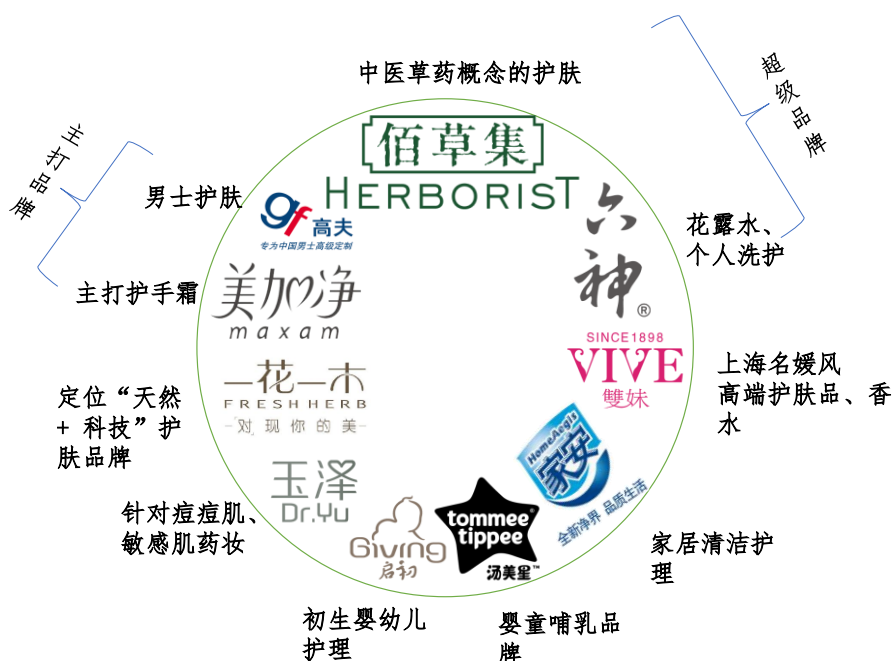 中医草药概念的护肤
超级品牌
主打品牌
佰草集
HERBORIST
男士护肤
gf高夫
专为中国男士高级定制
六神®
花露水、
个人洗护
主打护手霜
美加净
maxam
SINCE1898
VIVE
雙妹
上海名媛风
高端护肤品、香
水
一花一木
FRESHHERB
对现你的美
定位“天然
+ 科技”护
肤品牌
HomeAegis
家安
全新净界 品质生活
玉泽
Dr.Yu
针对痘痘肌、
敏感肌药妆
Giving
启初
tommee®
tippee
汤美星™
家居清洁护
理
初生婴幼儿
护理
婴童哺乳品
牌